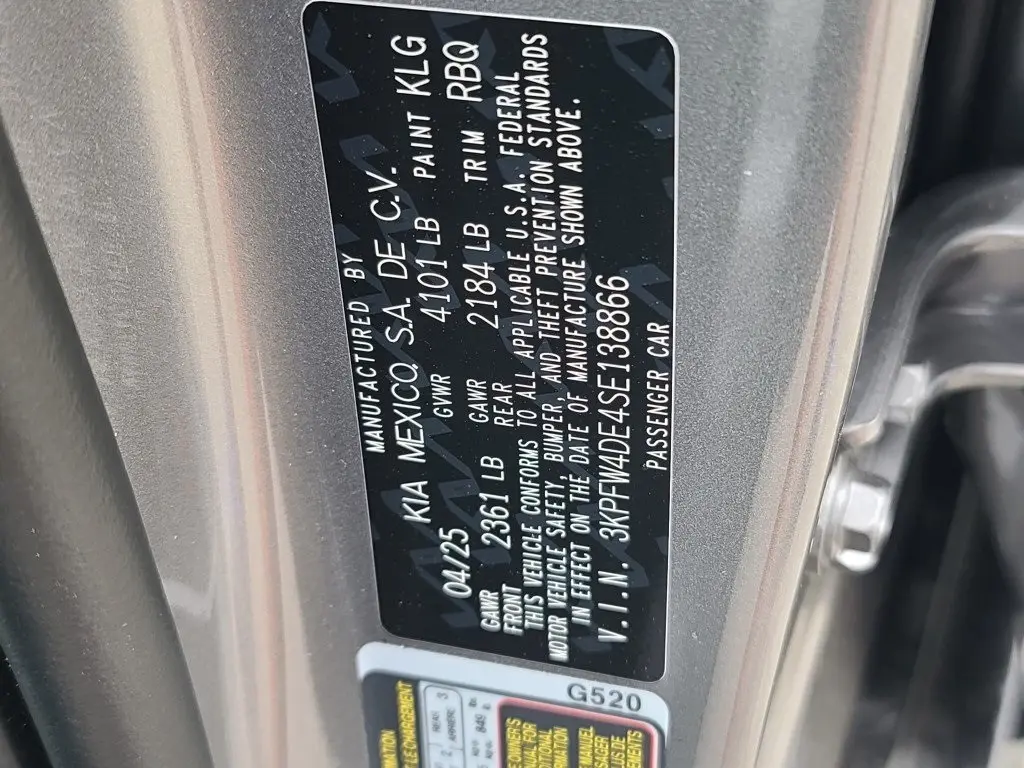 MANUFACTURED BY
KIA MEXICO, S.A. DE C.V.
04/25 GVWR 4101 LB PAINT KLG
GAWR FRONT 2361 LB GAWR REAR 2184 LB TRIM RBQ
THIS VEHICLE CONFORMS TO ALL APPLICABLE U.S.A. FEDERAL
MOTOR VEHICLE SAFETY, BUMPER, AND THEFT PREVENTION STANDARDS
IN EFFECT ON THE DATE OF MANUFACTURE SHOWN ABOVE.
V.I.N. 3KPFW4DE4SE138866
PASSENGER CAR
G520